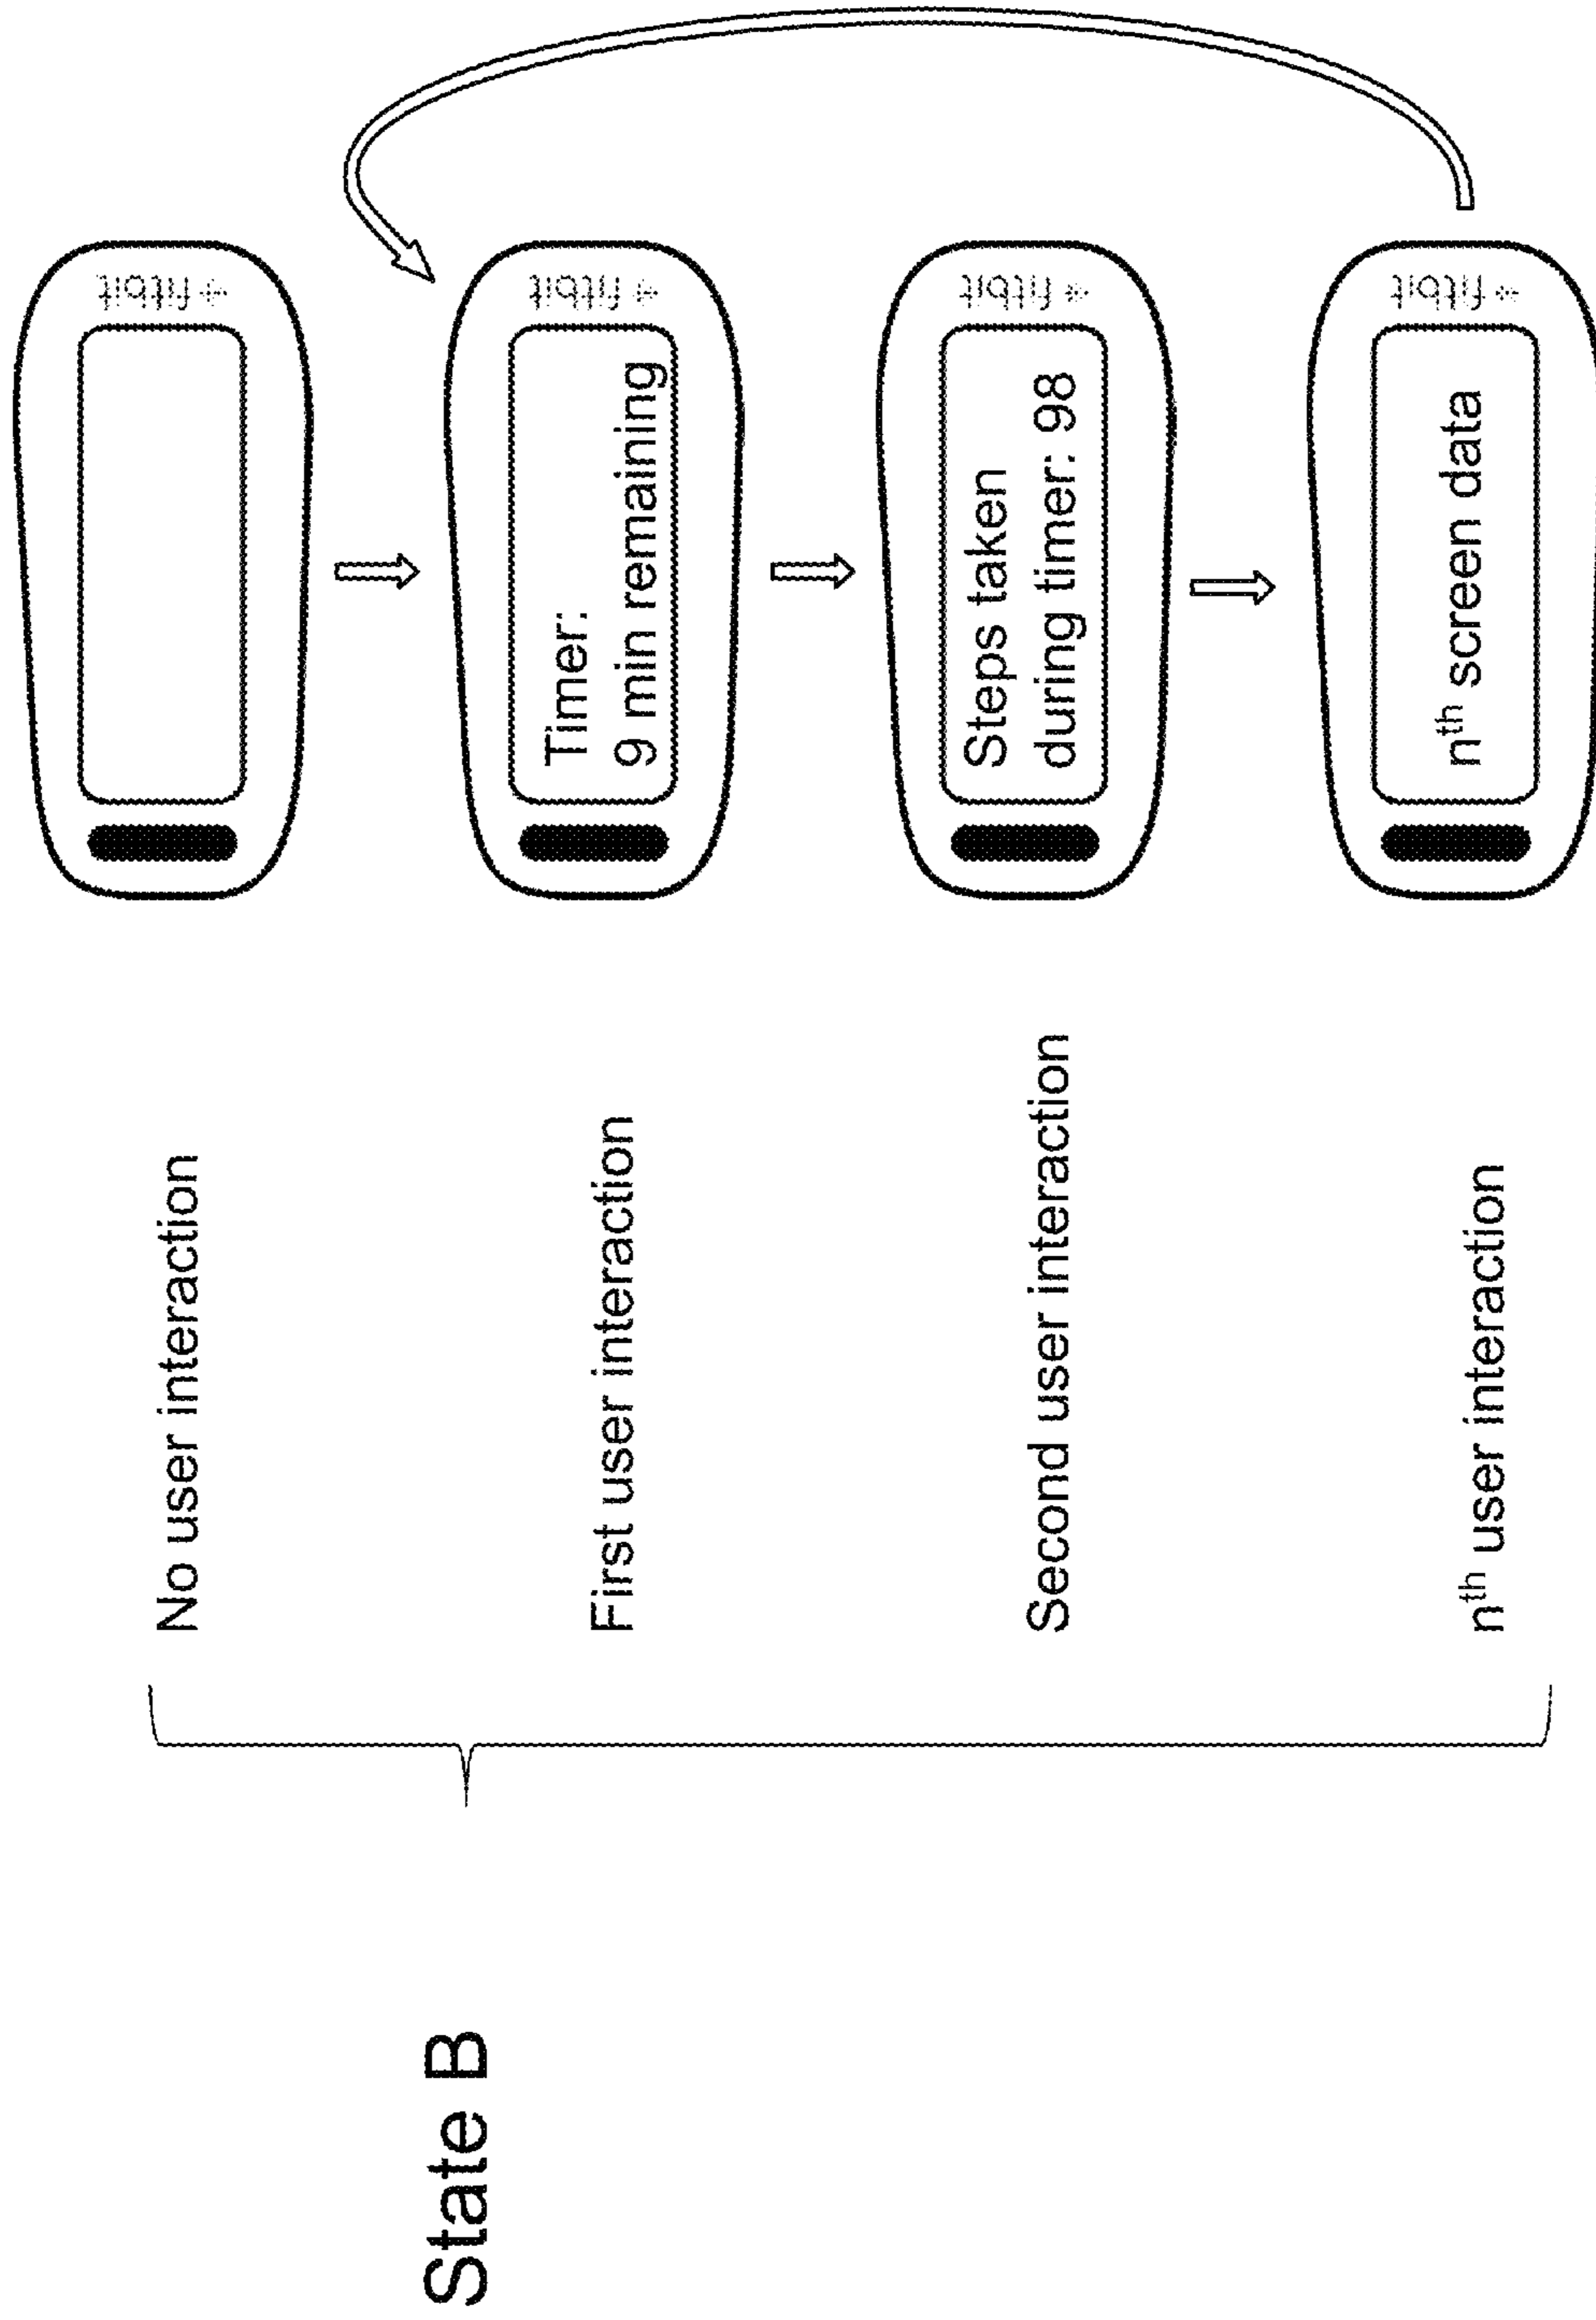 State B
No user interaction
fitbit
First user interaction
Timer:
9 min remaining
fitbit
Second user interaction
Steps taken
during timer: 98
fitbit
nth user interaction
nth screen data
fitbit